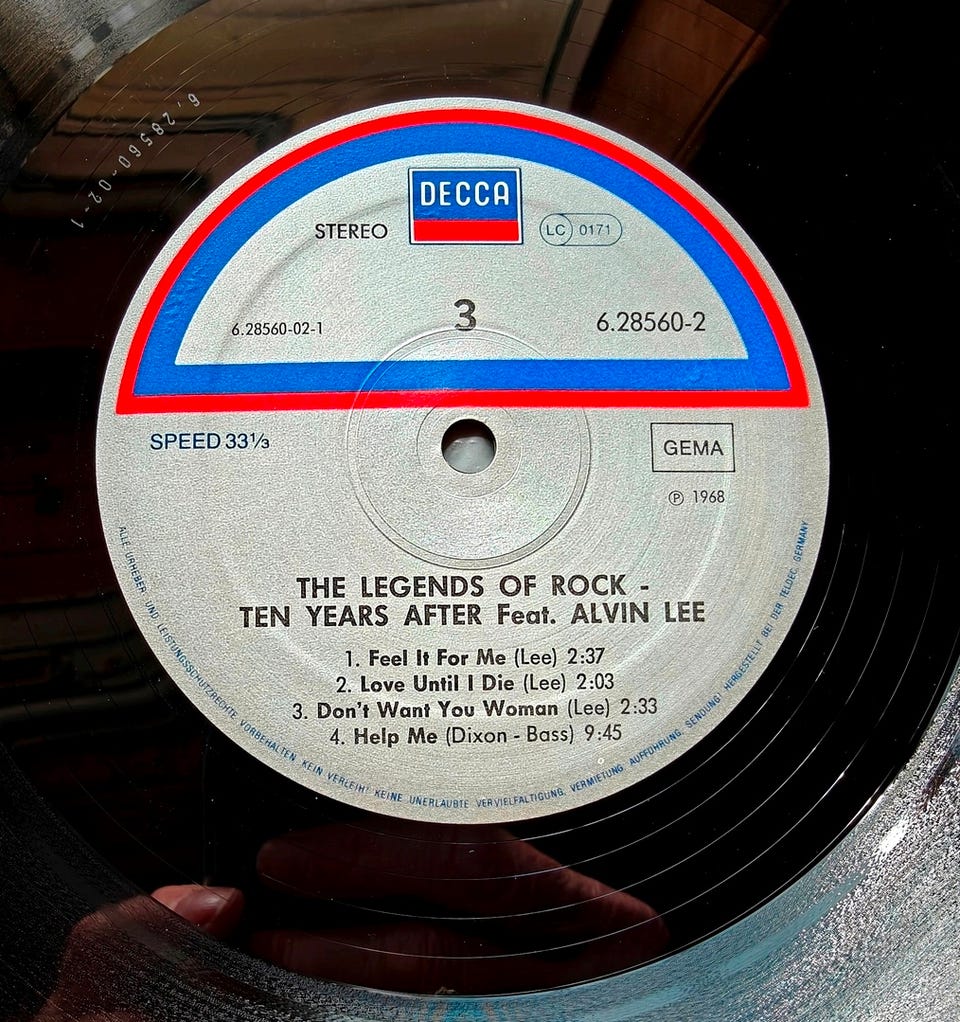 6.28560-02-1
DECCA
STEREO
LC 0171
3
6.28560-02-1
6.28560-2
SPEED 33⅓
GEMA
℗ 1968
THE LEGENDS OF ROCK -
TEN YEARS AFTER Feat. ALVIN LEE
1. Feel It For Me (Lee) 2:37
2. Love Until I Die (Lee) 2:03
3. Don't Want You Woman (Lee) 2:33
4. Help Me (Dixon - Bass) 9:45
ALLE URHEBER- UND LEISTUNGSSCHUTZRECHTE VORBEHALTEN. KEIN VERLEIH! KEINE UNERLAUBTE VERVIELFÄLTIGUNG, VERMIETUNG, AUFFÜHRUNG, SENDUNG! HERGESTELLT BEI DER TELDEC, GERMANY